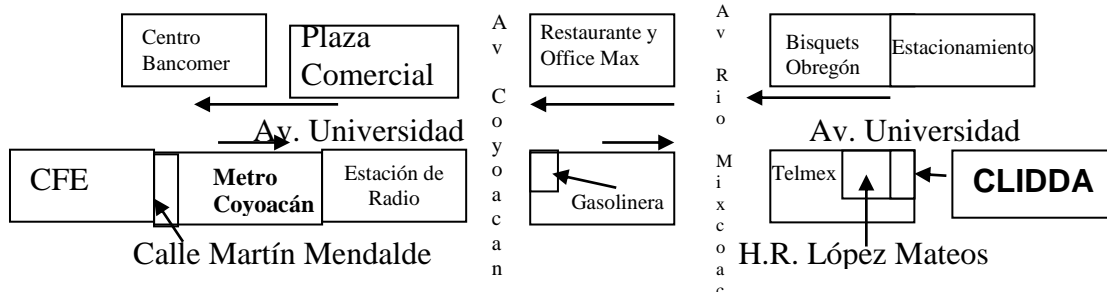 Centro
Bancomer
Plaza
Comercial
Av Coyoacan
Restaurante y
Office Max
Av Rio Mixcoac
Bisquets
Obregón
Estacionamiento
Av. Universidad
Av. Universidad
CFE
Metro
Coyoacán
Estación de
Radio
Gasolinera
Telmex
CLIDDA
Calle Martín Mendalde
H.R. López Mateos